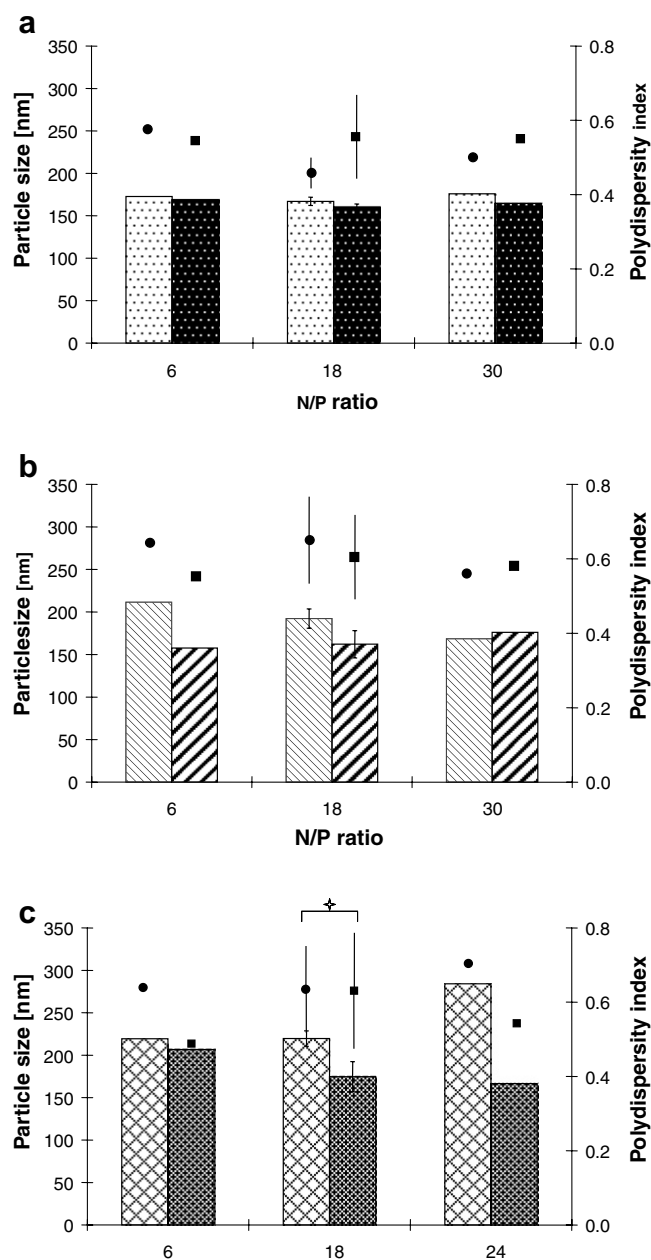 a
350
300
250
200
150
100
50
0
Particle size [nm]
0.8
0.6
0.4
0.2
0.0
Polydispersity index
6 18 30
N/P ratio
b
350
300
250
200
150
100
50
0
Particlesize [nm]
0.8
0.6
0.4
0.2
0.0
Polydispersity index
6 18 30
N/P ratio
c
350
300
250
200
150
100
50
0
Particle size [nm]
0.8
0.6
0.4
0.2
0.0
Polydispersity index
6 18 24